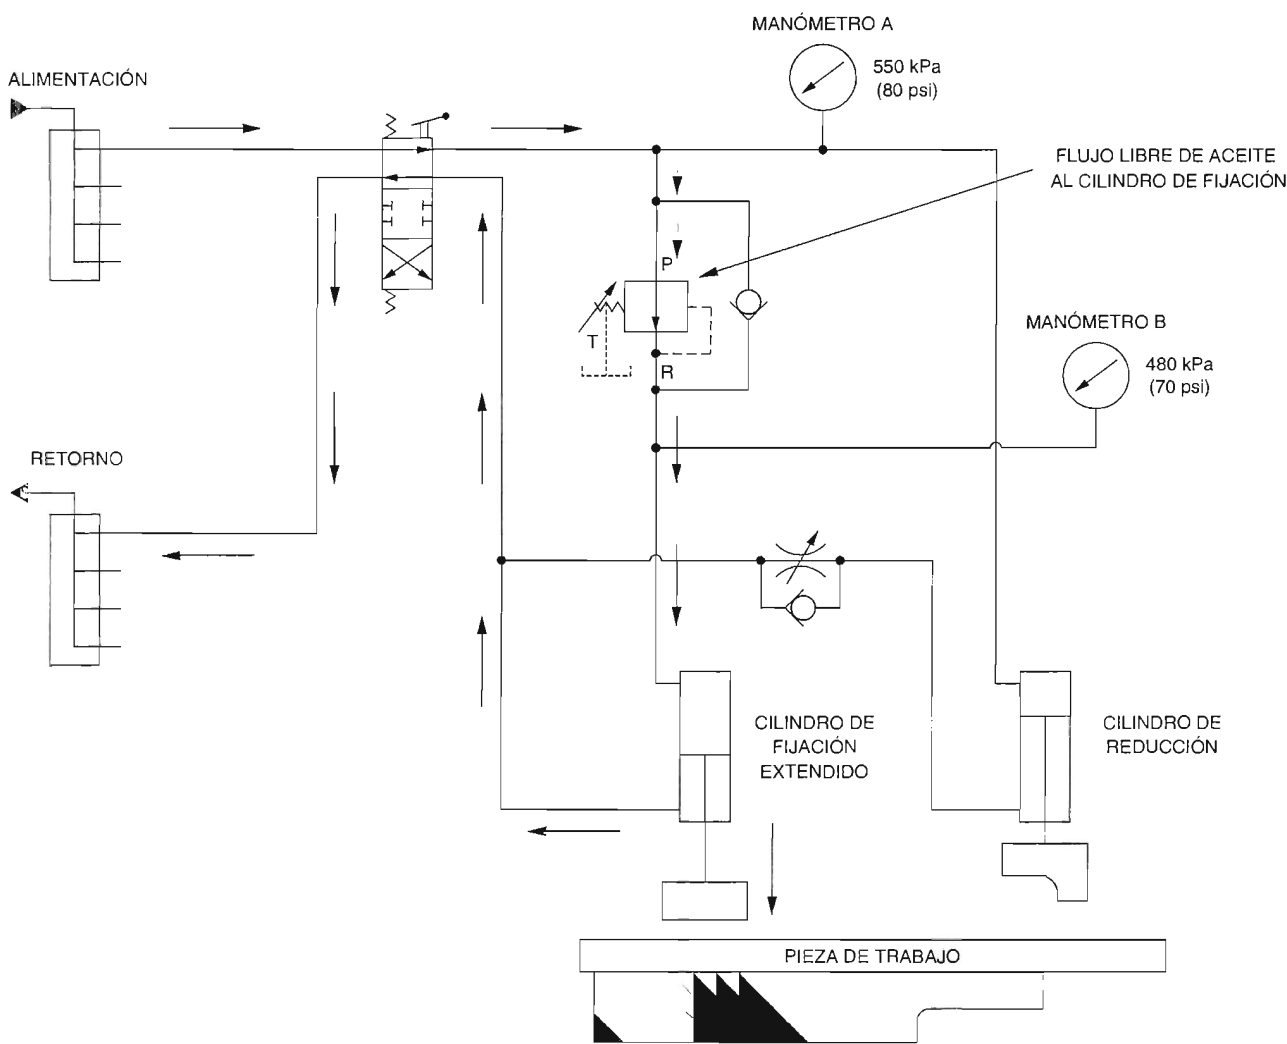 MANÓMETRO A
550 kPa
(80 psi)
ALIMENTACIÓN
FLUJO LIBRE DE ACEITE
AL CILINDRO DE FIJACIÓN
P
T
R
MANÓMETRO B
480 kPa
(70 psi)
RETORNO
CILINDRO DE
FIJACIÓN
EXTENDIDO
CILINDRO DE
REDUCCIÓN
PIEZA DE TRABAJO